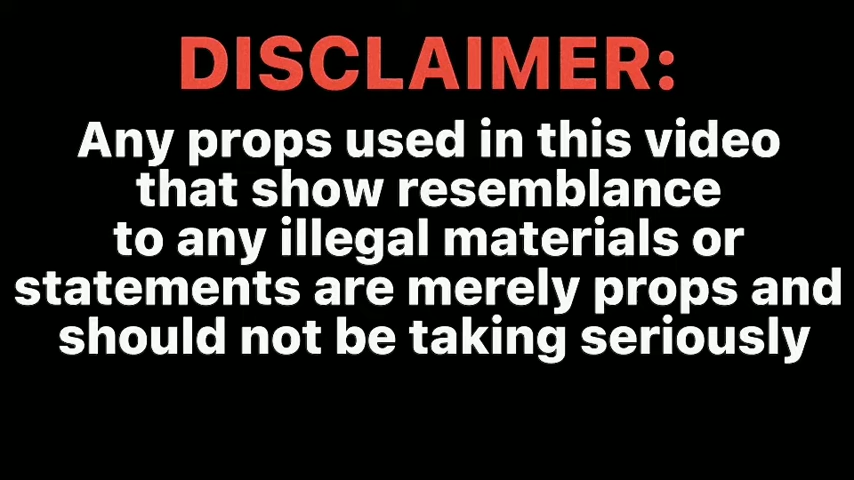 DISCLAIMER:
Any props used in this video
that show resemblance
to any illegal materials or
statements are merely props and
should not be taking seriously